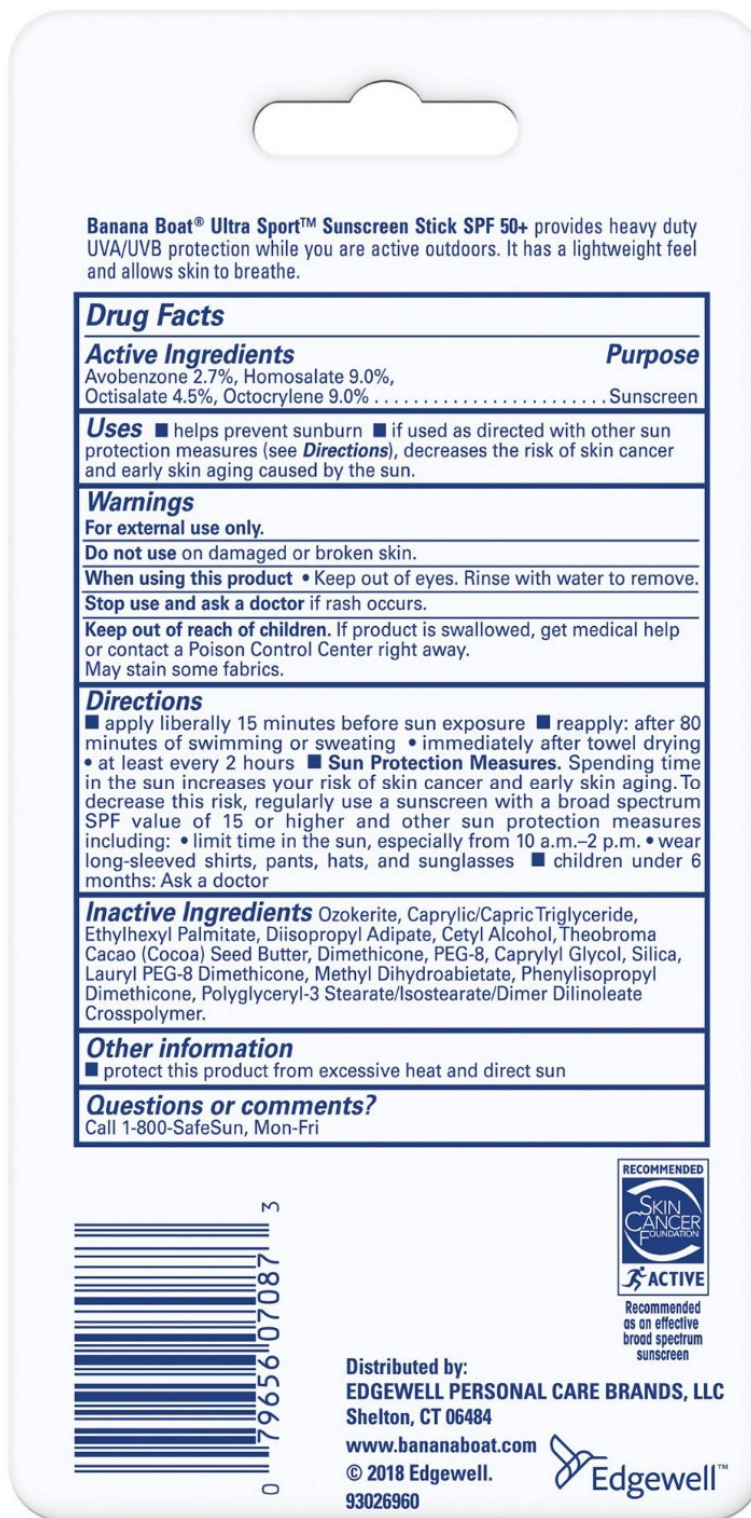 Banana Boat® Ultra Sport™ Sunscreen Stick SPF 50+ provides heavy duty
UVA/UVB protection while you are active outdoors. It has a lightweight feel
and allows skin to breathe.
Drug Facts
Active Ingredients Purpose
Avobenzone 2.7%, Homosalate 9.0%,
Octisalate 4.5%, Octocrylene 9.0% . . . . . . . . . . . . . . . . . . . . . . . . . Sunscreen
Uses ■ helps prevent sunburn ■ if used as directed with other sun
protection measures (see Directions), decreases the risk of skin cancer
and early skin aging caused by the sun.
Warnings
For external use only.
Do not use on damaged or broken skin.
When using this product • Keep out of eyes. Rinse with water to remove.
Stop use and ask a doctor if rash occurs.
Keep out of reach of children. If product is swallowed, get medical help
or contact a Poison Control Center right away.
May stain some fabrics.
Directions
■ apply liberally 15 minutes before sun exposure ■ reapply: after 80
minutes of swimming or sweating • immediately after towel drying
• at least every 2 hours ■ Sun Protection Measures. Spending time
in the sun increases your risk of skin cancer and early skin aging. To
decrease this risk, regularly use a sunscreen with a broad spectrum
SPF value of 15 or higher and other sun protection measures
including: • limit time in the sun, especially from 10 a.m.–2 p.m. • wear
long-sleeved shirts, pants, hats, and sunglasses ■ children under 6
months: Ask a doctor
Inactive Ingredients Ozokerite, Caprylic/Capric Triglyceride,
Ethylhexyl Palmitate, Diisopropyl Adipate, Cetyl Alcohol, Theobroma
Cacao (Cocoa) Seed Butter, Dimethicone, PEG-8, Caprylyl Glycol, Silica,
Lauryl PEG-8 Dimethicone, Methyl Dihydroabietate, Phenylisopropyl
Dimethicone, Polyglyceryl-3 Stearate/Isostearate/Dimer Dilinoleate
Crosspolymer.
Other information
■ protect this product from excessive heat and direct sun
Questions or comments?
Call 1-800-SafeSun, Mon-Fri
0 79656 07087 3
RECOMMENDED
SKIN
CANCER
FOUNDATION
ACTIVE
Recommended
as an effective
broad spectrum
sunscreen
Distributed by:
EDGEWELL PERSONAL CARE BRANDS, LLC
Shelton, CT 06484
www.bananaboat.com
© 2018 Edgewell.
93026960
Edgewell™